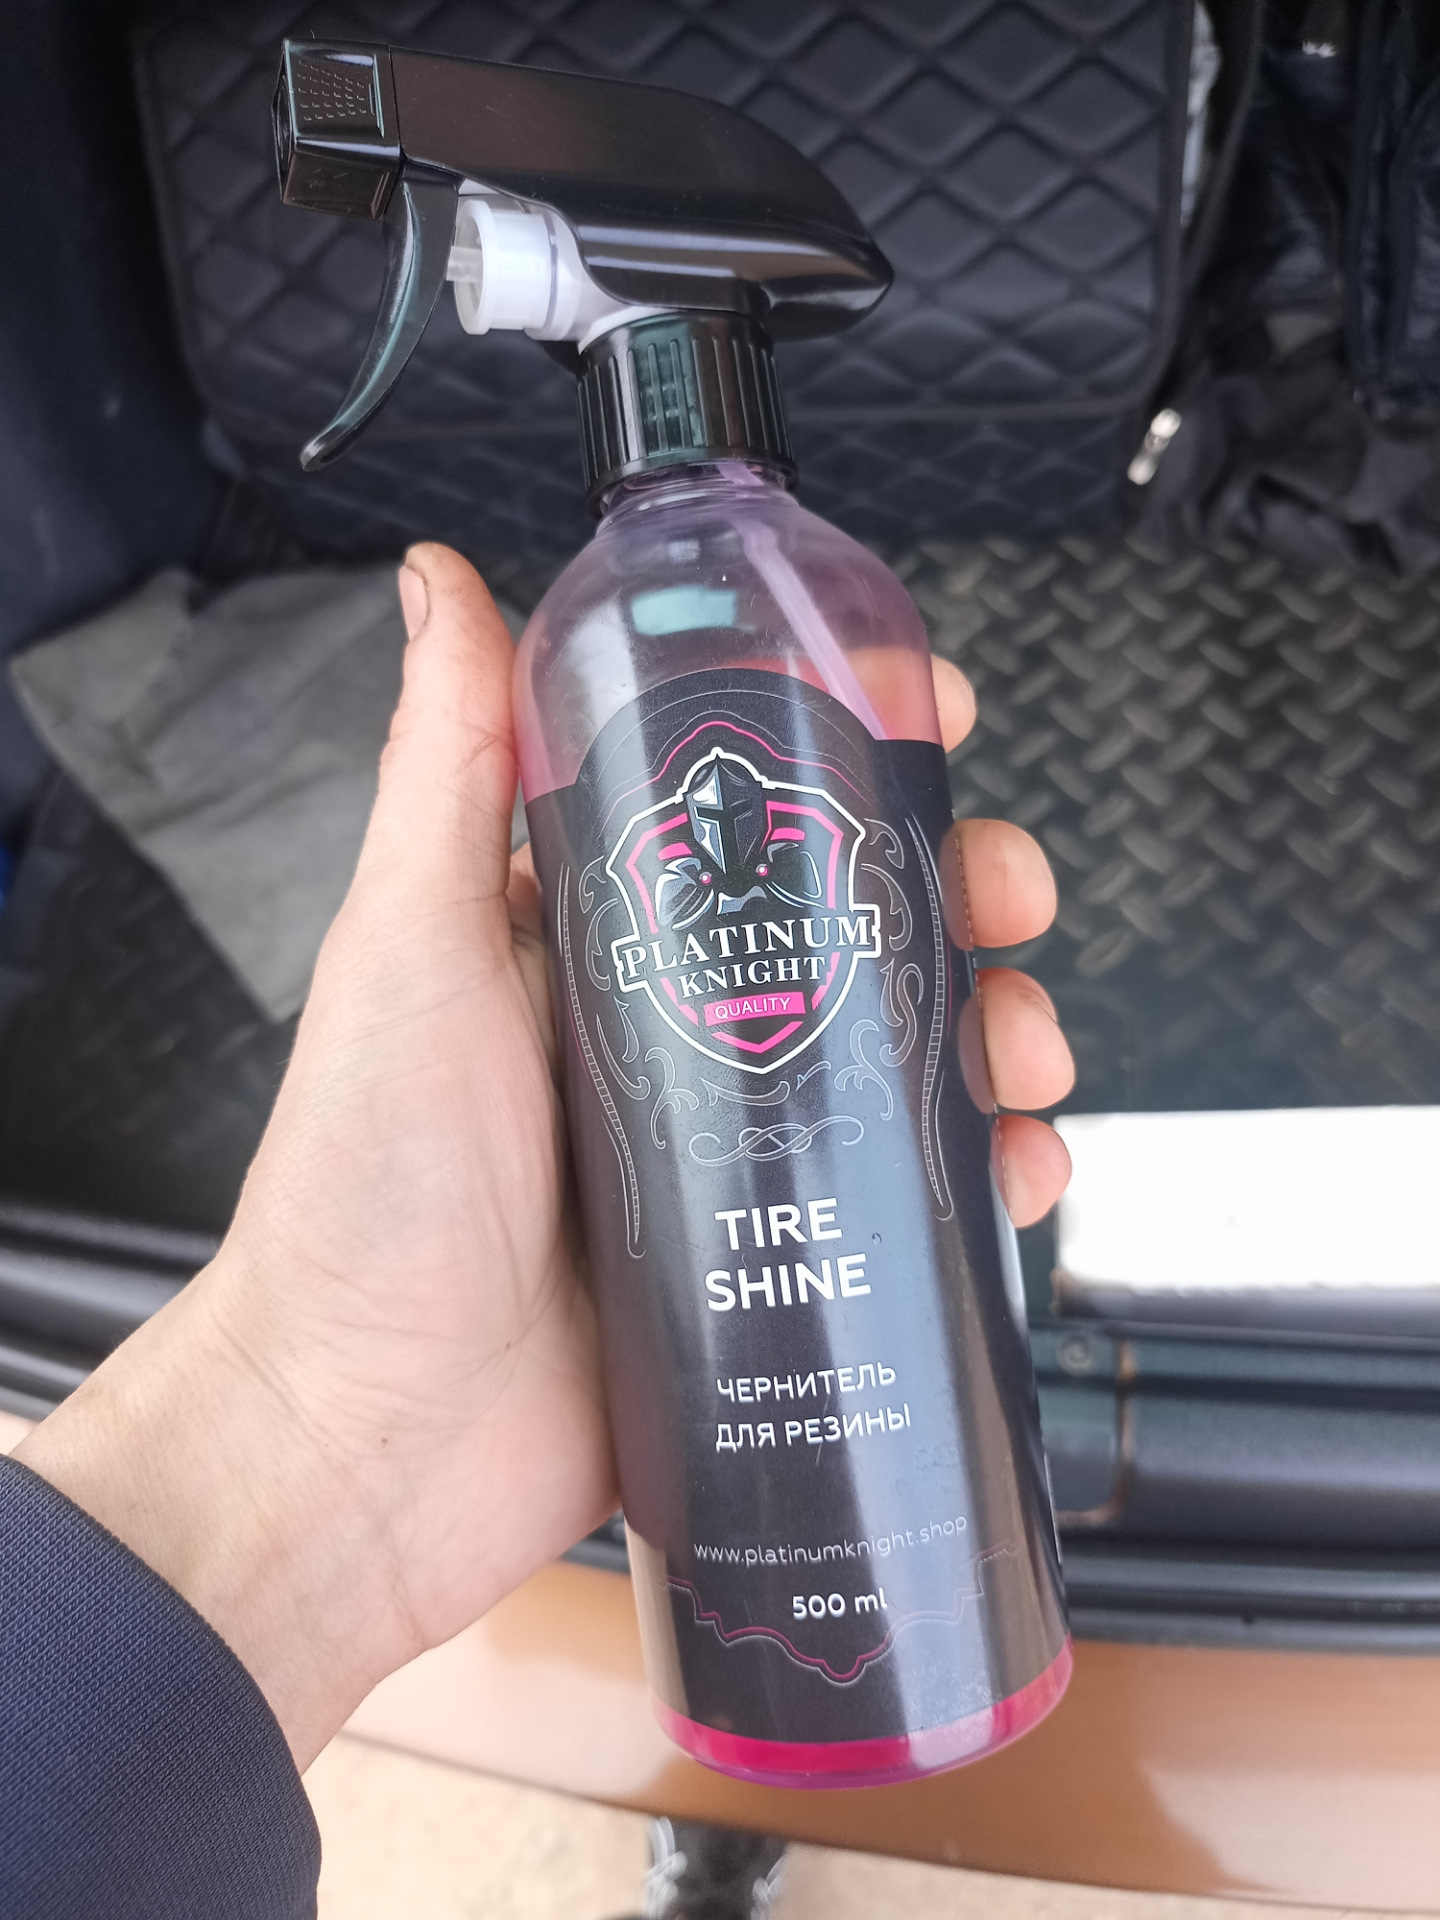 PLATINUM
KNIGHT
QUALITY
TIRE
SHINE
ЧЕРНИТЕЛЬ
ДЛЯ РЕЗИНЫ
www.platinumknight.shop
500 ml